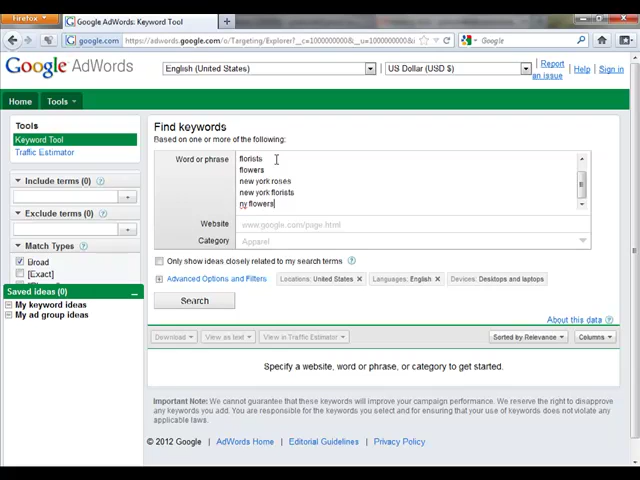 Firefox
Google AdWords: Keyword Tool
google.com
https://adwords.google.com/o/Targeting/Explorer?__c=1000000000&__u=1000000000&i
Google
Google AdWords
English (United States)
US Dollar (USD $)
Report an issue
Help
Sign in
Home
Tools
Tools
Keyword Tool
Traffic Estimator
Include terms (0)
Exclude terms (0)
Match Types
Broad
[Exact]
Saved ideas (0)
My keyword ideas
My ad group ideas
Find keywords
Based on one or more of the following:
Word or phrase
florists
flowers
new york roses
new york florists
ny flowers
Website
www.google.com/page.html
Category
Apparel
Only show ideas closely related to my search terms
Advanced Options and Filters
Locations: United States
Languages: English
Devices: Desktops and laptops
Search
About this data
Download
View as text
View in Traffic Estimator
Sorted by Relevance
Columns
Specify a website, word or phrase, or category to get started.
Important Note: We cannot guarantee that these keywords will improve your campaign performance. We reserve the right to disapprove
any keywords you add. You are responsible for the keywords you select and for ensuring that your use of keywords does not violate any
applicable laws.
© 2012 Google | AdWords Home | Editorial Guidelines | Privacy Policy